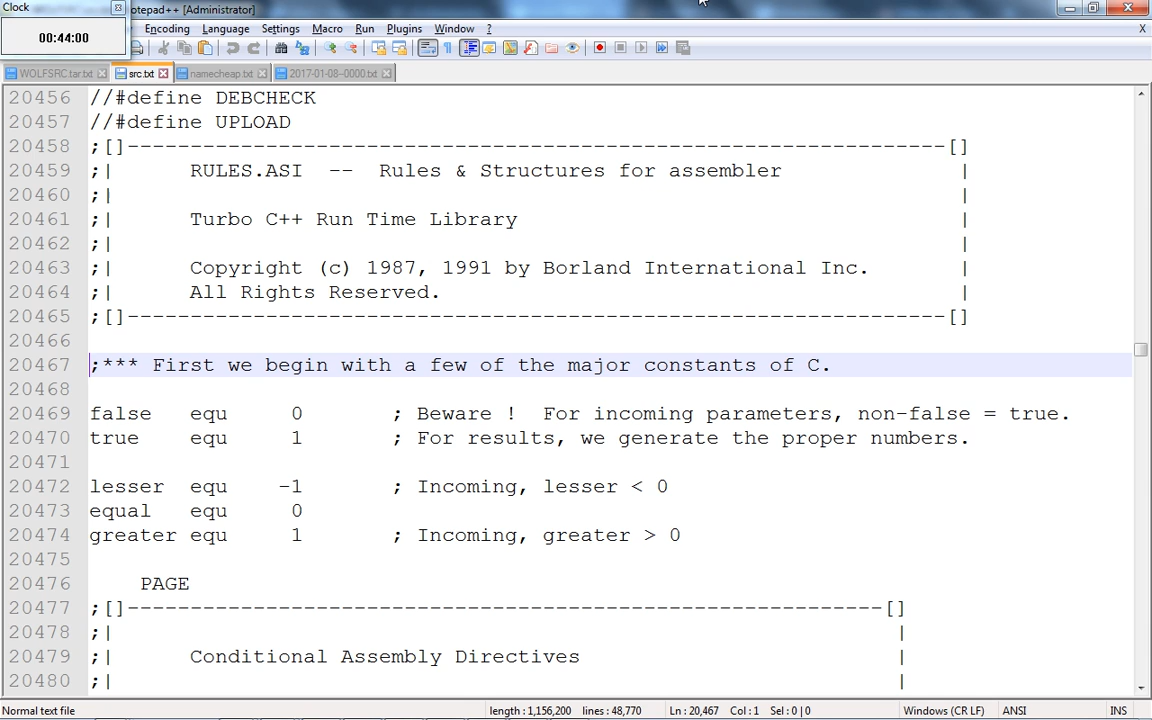 Clock
otepad++ [Administrator]
00:44:00
Encoding Language Settings Macro Run Plugins Window ? X
WOLFSRC.tar.txt src.txt namecheap.txt 2017-01-08--0000.txt
20456 //#define DEBCHECK
20457 //#define UPLOAD
20458 ;[]-----------------------------------------------------------------[]
20459 ;|      RULES.ASI  --  Rules & Structures for assembler              |
20460 ;|                                                                   |
20461 ;|      Turbo C++ Run Time Library                                   |
20462 ;|                                                                   |
20463 ;|      Copyright (c) 1987, 1991 by Borland International Inc.       |
20464 ;|      All Rights Reserved.                                         |
20465 ;[]-----------------------------------------------------------------[]
20466
20467 ;*** First we begin with a few of the major constants of C.
20468
20469 false   equ     0       ; Beware !  For incoming parameters, non-false = true.
20470 true    equ     1       ; For results, we generate the proper numbers.
20471
20472 lesser  equ    -1       ; Incoming, lesser < 0
20473 equal   equ     0
20474 greater equ     1       ; Incoming, greater > 0
20475
20476     PAGE
20477 ;[]------------------------------------------------------------[]
20478 ;|                                                              |
20479 ;|      Conditional Assembly Directives                         |
20480 ;|                                                              |
Normal text file length : 1,156,200 lines : 48,770 Ln : 20,467 Col : 1 Sel : 0 | 0 Windows (CR LF) ANSI INS